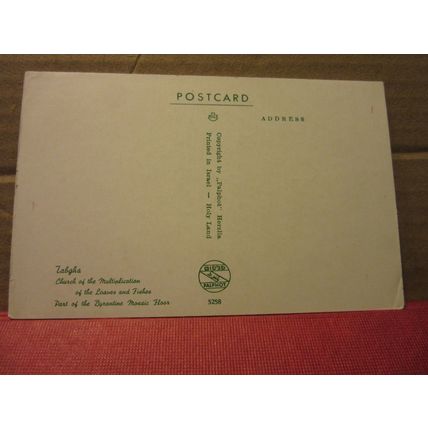 POSTCARD
ADDRESS
Copyright by „Palphot" Herzlia
Printed in Israel — Holy Land
Tabgha
Church of the Multiplication
of the Loaves and Fishes
Part of the Byzantine Mosaic Floor
פלפוט
PALPHOT
5258